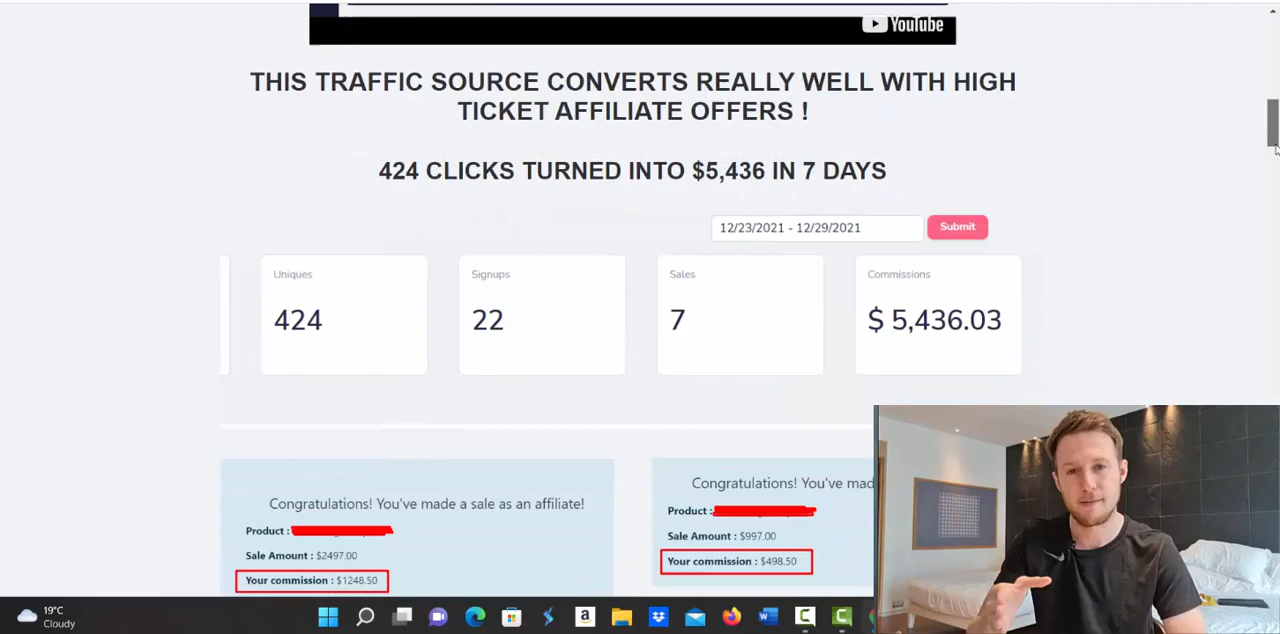 YouTube
THIS TRAFFIC SOURCE CONVERTS REALLY WELL WITH HIGH
TICKET AFFILIATE OFFERS !
424 CLICKS TURNED INTO $5,436 IN 7 DAYS
12/23/2021 - 12/29/2021 Submit
Uniques Signups Sales Commissions
424 22 7 $ 5,436.03
Congratulations! You've made a sale as an affiliate!
Product :
Sale Amount : $2497.00
Your commission : $1248.50
Congratulations! You've mad
Product :
Sale Amount : $997.00
Your commission : $498.50
19°C
Cloudy